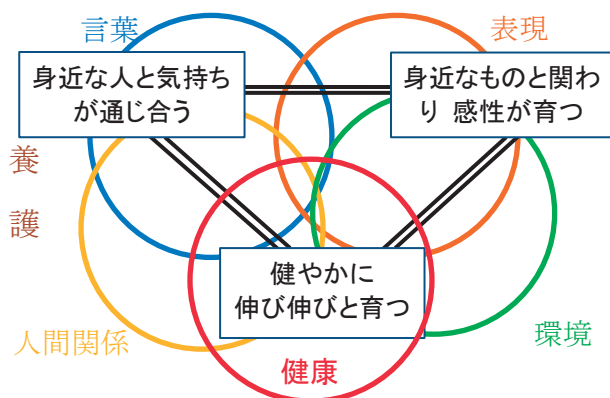 言葉
表現
身近な人と気持ち
が通じ合う
身近なものと関わ
り 感性が育つ
養
護
健やかに
伸び伸びと育つ
人間関係
環境
健康